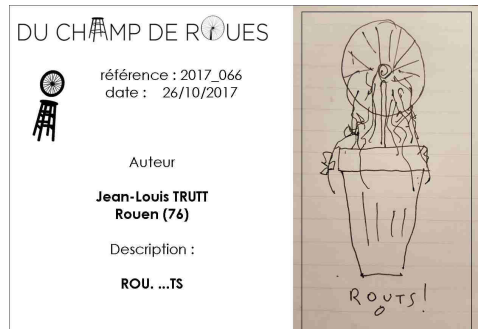 DU CHAMP DE ROUES
référence : 2017_066
date : 26/10/2017
Auteur
Jean-Louis TRUTT
Rouen (76)
Description :
ROU. ...TS
ROUTS!